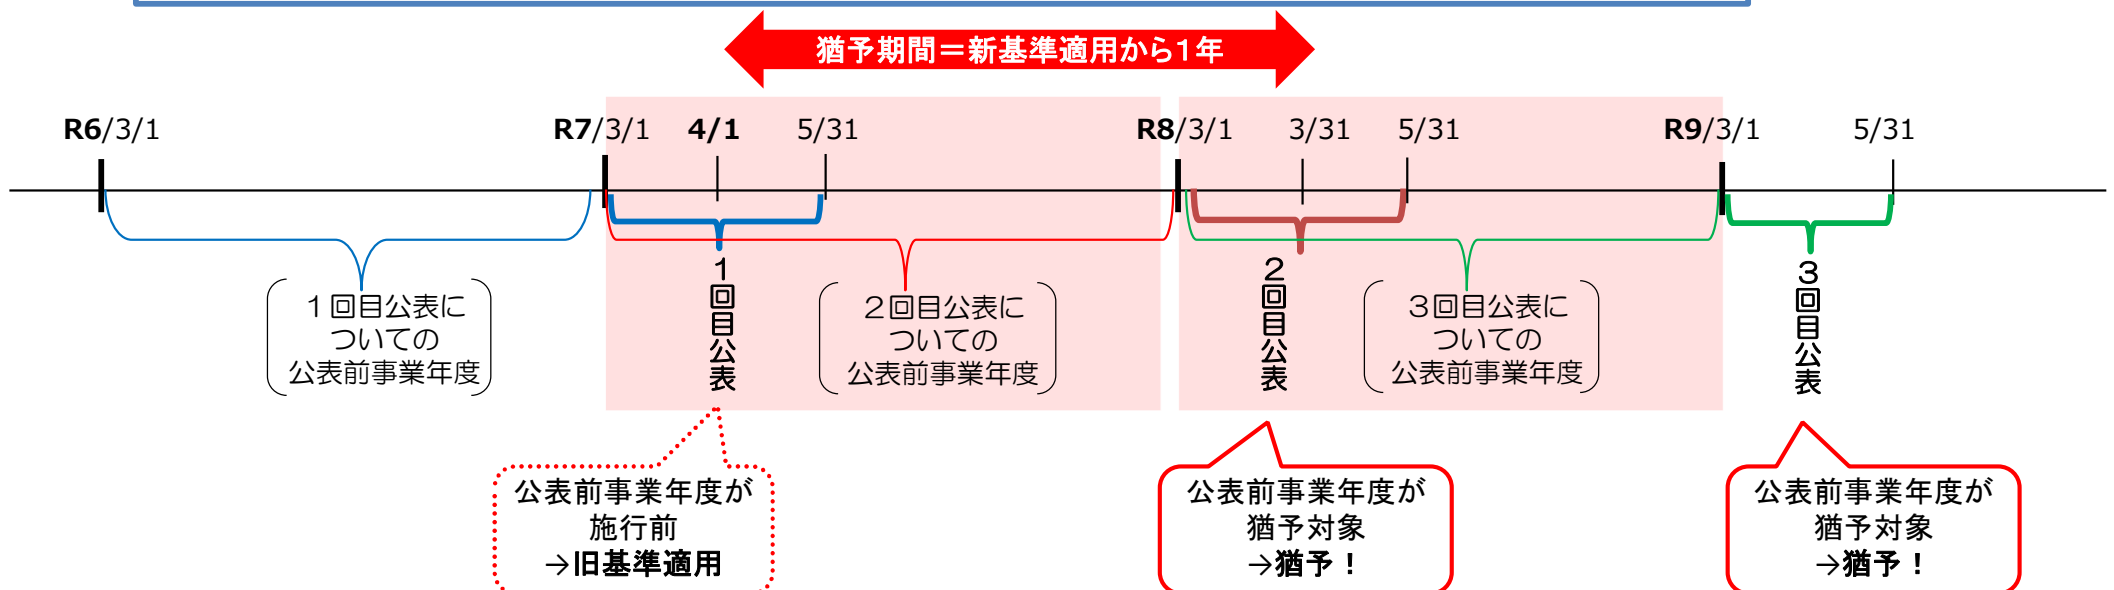 猶予期間＝新基準適用から１年
R6/3/1
R7/3/1
4/1
5/31
R8/3/1
3/31
5/31
R9/3/1
5/31
１回目公表に
ついての
公表前事業年度
１回目公表
２回目公表に
ついての
公表前事業年度
２回目公表
３回目公表に
ついての
公表前事業年度
３回目公表
公表前事業年度が
施行前
→旧基準適用
公表前事業年度が
猶予対象
→猶予！
公表前事業年度が
猶予対象
→猶予！